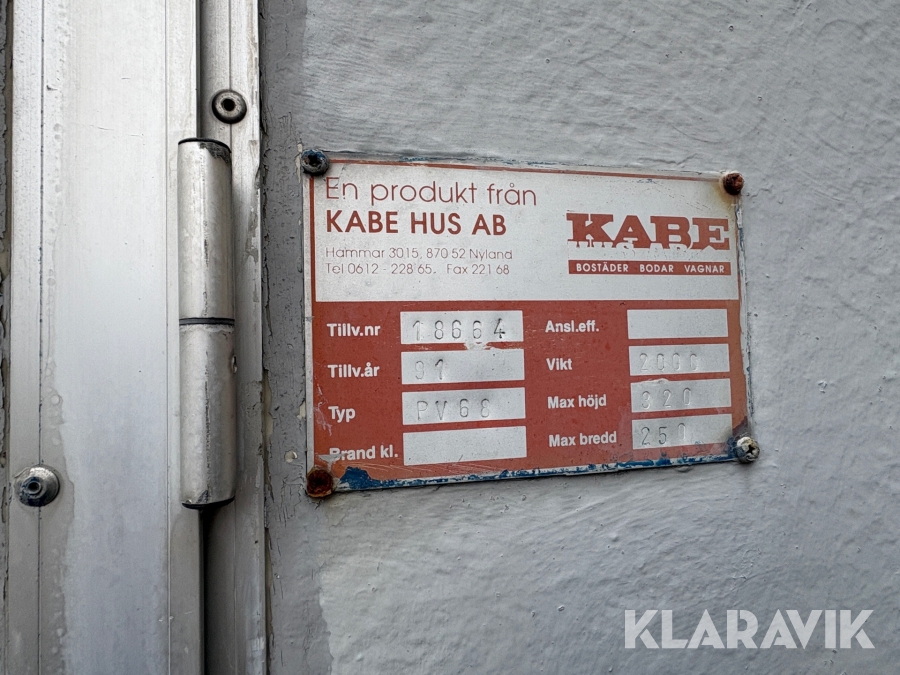 En produkt från
KABE HUS AB
Hammar 3015, 870 52 Nyland
Tel 0612 - 228 65. Fax 221 68
KABE
HUS
BOSTÄDER BODAR VAGNAR
Tillv.nr 18664
Tillv.år 91
Typ PV68
Brand kl.
Ansl.eff.
Vikt 2000
Max höjd 320
Max bredd 250
KLARAVIK